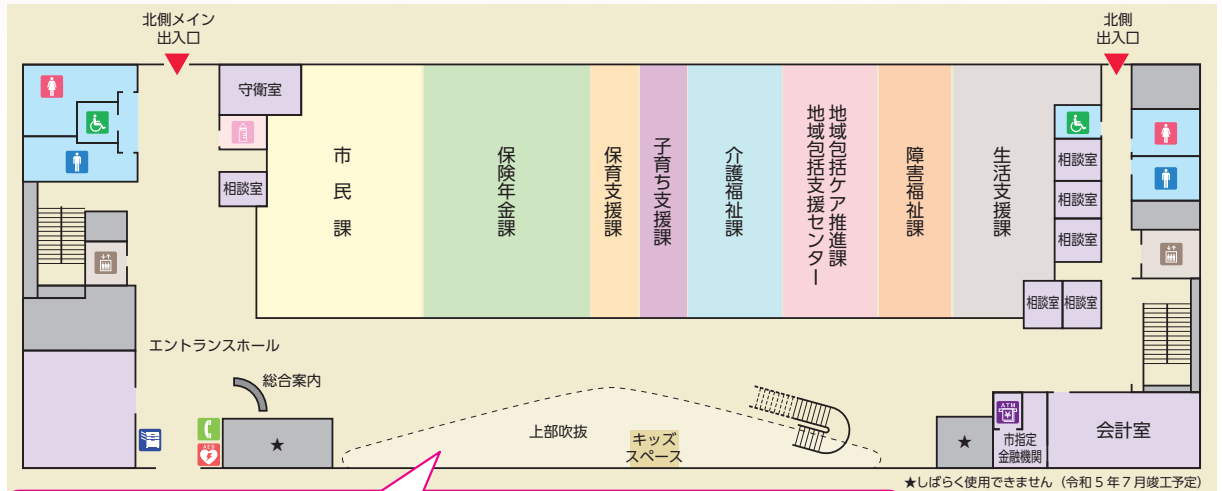 北側メイン
出入口
北側
出入口
守衛室
相談室
市民課
保険年金課
保育支援課
子育ち支援課
介護福祉課
地域包括ケア推進課
地域包括支援センター
障害福祉課
生活支援課
相談室
相談室
相談室
相談室
相談室
エントランスホール
総合案内
★
AED
上部吹抜
キッズ
スペース
★
ATM
市指定
金融機関
会計室
★しばらく使用できません（令和5年7月竣工予定）